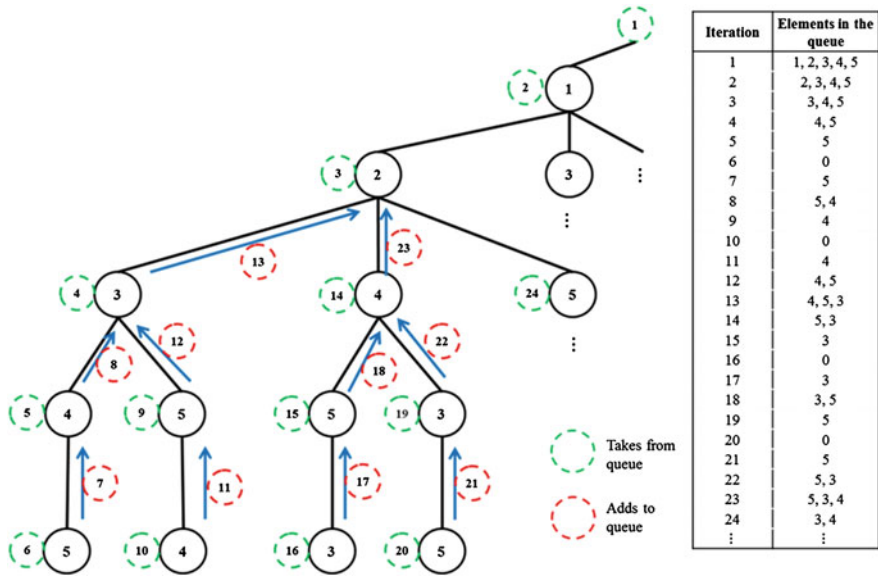 1
2 1
3 2 3 ⋮
⋮
13 23
4 3 14 4 24 5
⋮
8 12 18 22
5 4 9 5 15 5 19 3
7 11 17 21
6 5 10 4 16 3 20 5
Takes from
queue
Adds to
queue
Iteration Elements in the
queue
1 1, 2, 3, 4, 5
2 2, 3, 4, 5
3 3, 4, 5
4 4, 5
5 5
6 0
7 5
8 5, 4
9 4
10 0
11 4
12 4, 5
13 4, 5, 3
14 5, 3
15 3
16 0
17 3
18 3, 5
19 5
20 0
21 5
22 5, 3
23 5, 3, 4
24 3, 4
⋮ ⋮